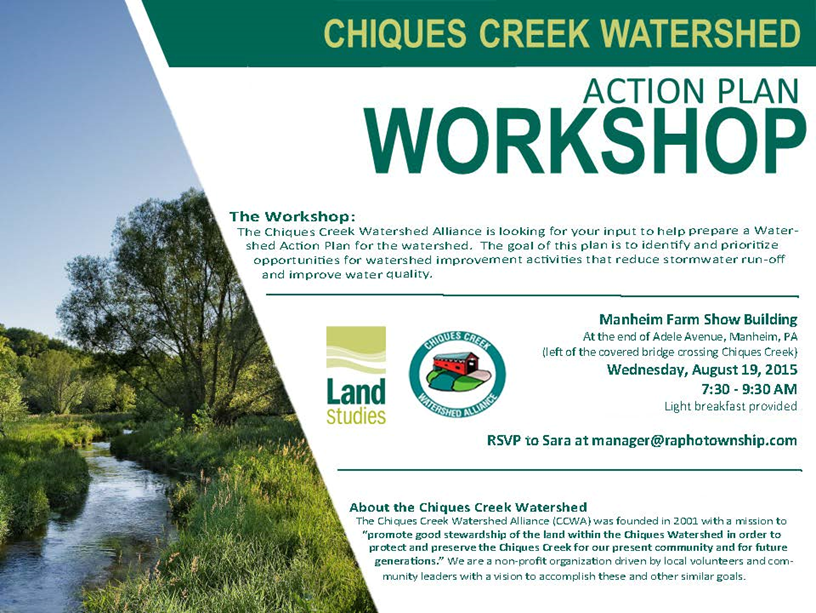 CHIQUES CREEK WATERSHED
ACTION PLAN
WORKSHOP
The Workshop:
The Chiques Creek Watershed Alliance is looking for your input to help prepare a Water-
shed Action Plan for the watershed. The goal of this plan is to identify and prioritize
opportunities for watershed improvement activities that reduce stormwater run-off
and improve water quality.
Land
Studies
CHIQUES CREEK
WATERSHED ALLIANCE
Manheim Farm Show Building
At the end of Adele Avenue, Manheim, PA
(left of the covered bridge crossing Chiques Creek)
Wednesday, August 19, 2015
7:30 - 9:30 AM
Light breakfast provided
RSVP to Sara at manager@raphotownship.com
About the Chiques Creek Watershed
The Chiques Creek Watershed Alliance (CCWA) was founded in 2001 with a mission to
“promote good stewardship of the land within the Chiques Watershed in order to
protect and preserve the Chiques Creek for our present community and for future
generations.” We are a non-profit organization driven by local volunteers and com-
munity leaders with a vision to accomplish these and other similar goals.